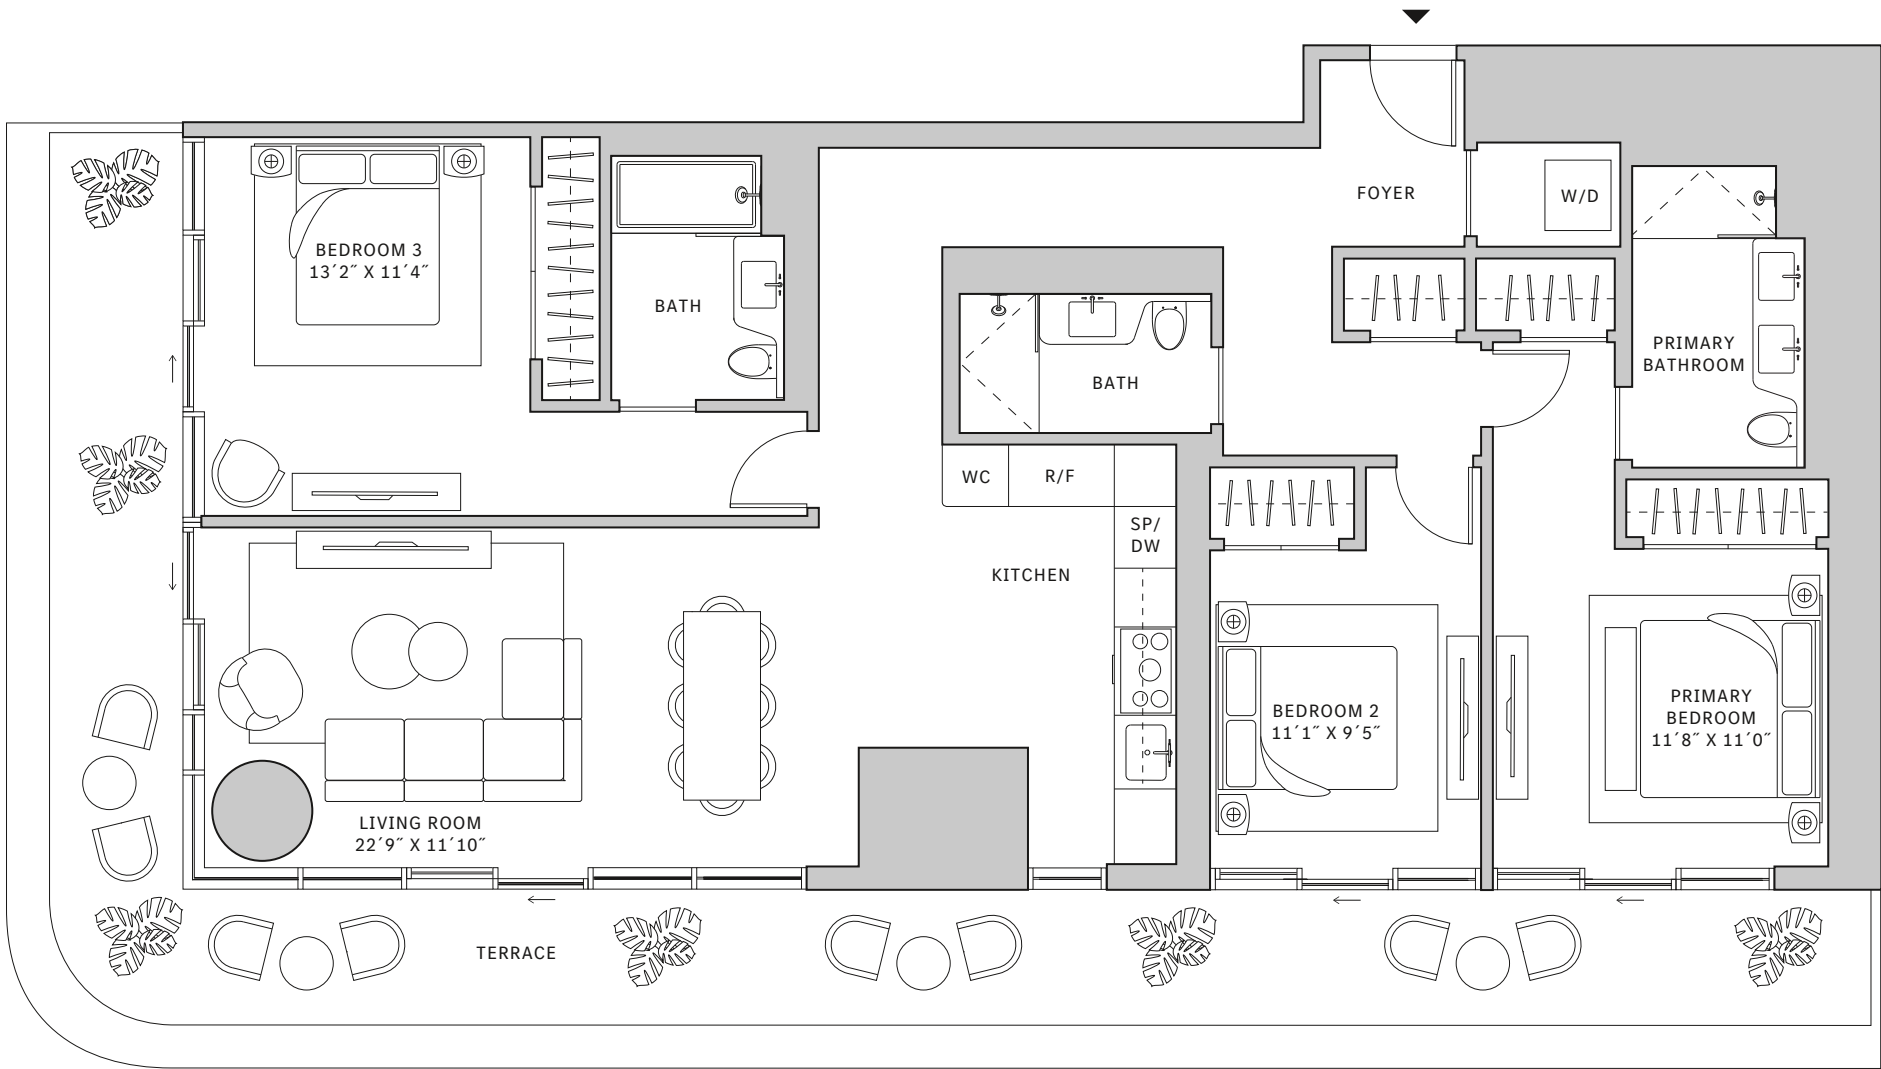 FOYER
W/D
BEDROOM 3
13´2˝ X 11´4˝
BATH
PRIMARY
BATHROOM
BATH
WC
R/F
SP/
DW
KITCHEN
BEDROOM 2
11´1˝ X 9´5˝
PRIMARY
BEDROOM
11´8˝ X 11´0˝
LIVING ROOM
22´9˝ X 11´10˝
TERRACE